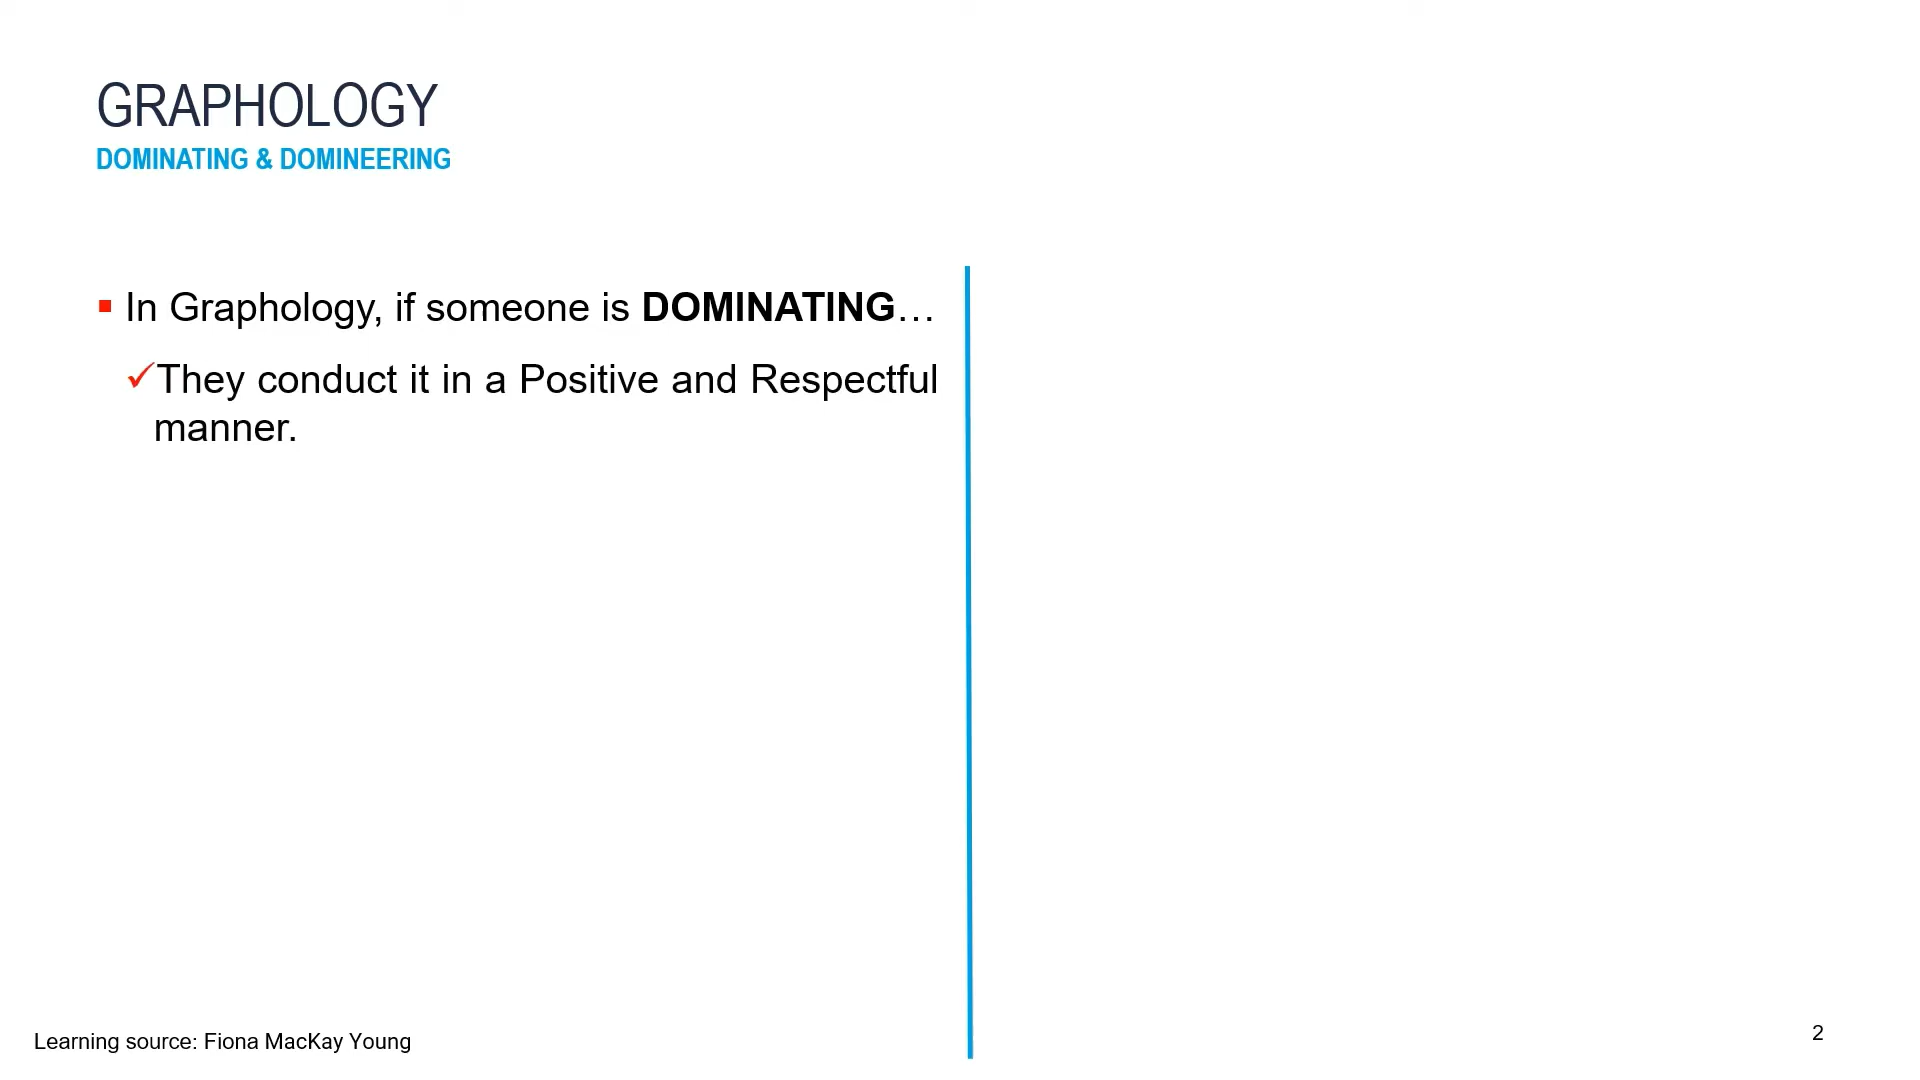 GRAPHOLOGY
DOMINATING & DOMINEERING
▪ In Graphology, if someone is DOMINATING…
✓They conduct it in a Positive and Respectful
manner.
Learning source: Fiona MacKay Young
2